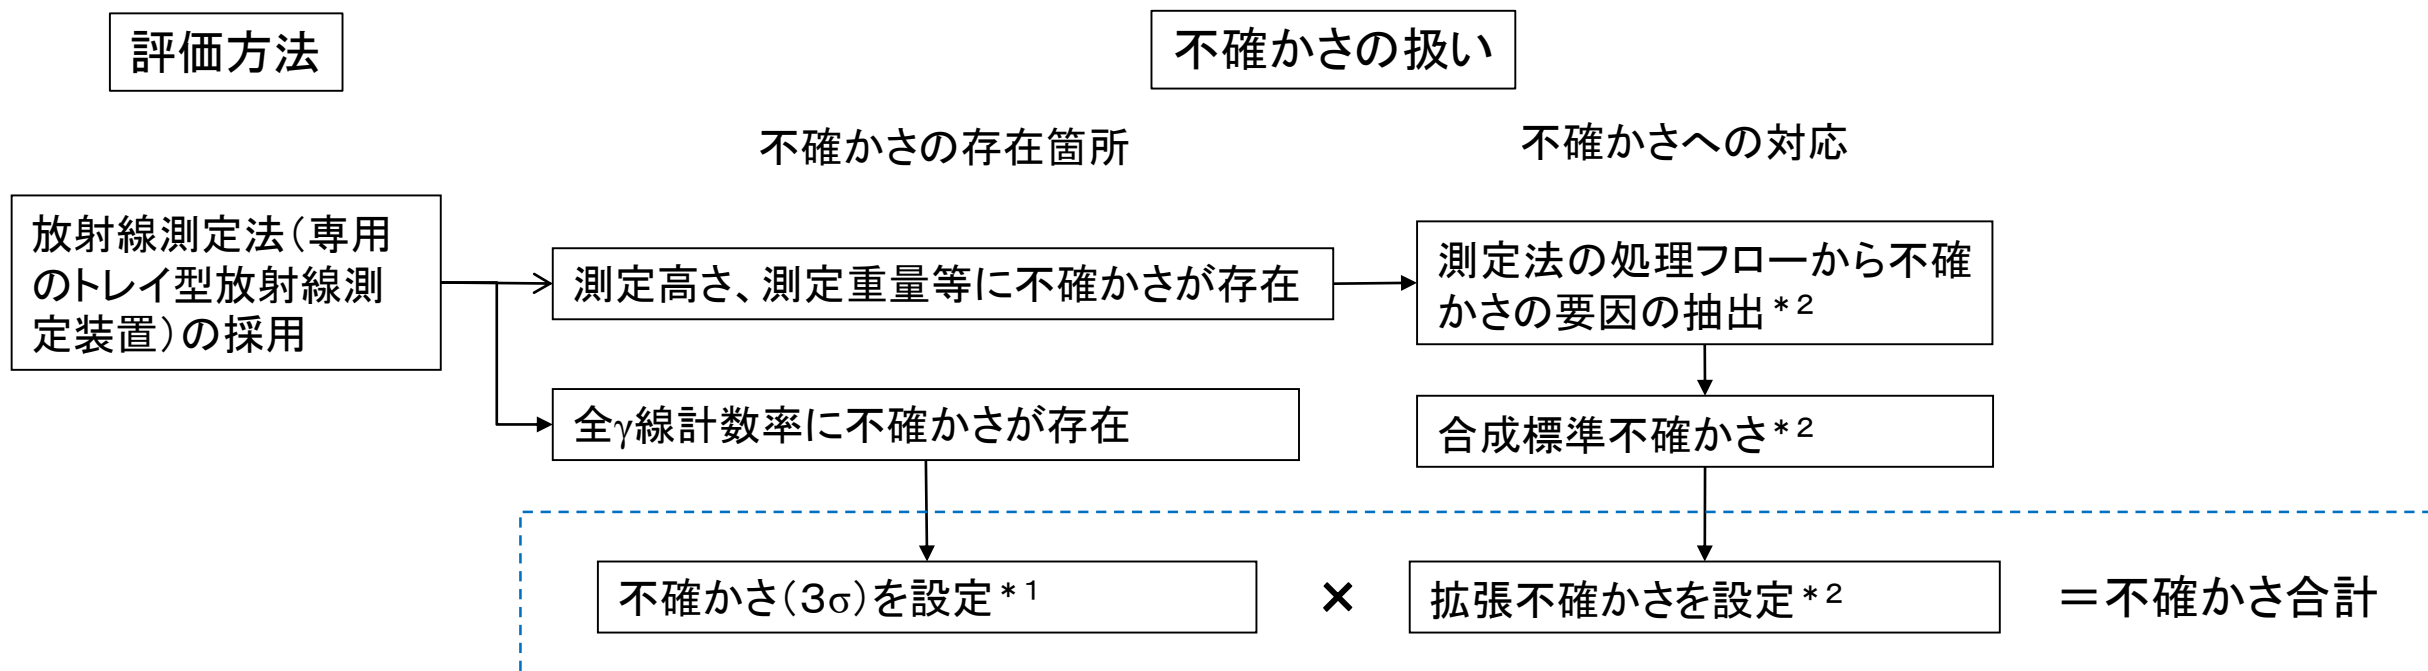 評価方法
不確かさの扱い
不確かさの存在箇所
不確かさへの対応
放射線測定法(専用
のトレイ型放射線測
定装置)の採用
測定高さ、測定重量等に不確かさが存在
測定法の処理フローから不確
かさの要因の抽出*2
全γ線計数率に不確かさが存在
合成標準不確かさ*2
不確かさ(3σ)を設定*1
×
拡張不確かさを設定*2
=不確かさ合計